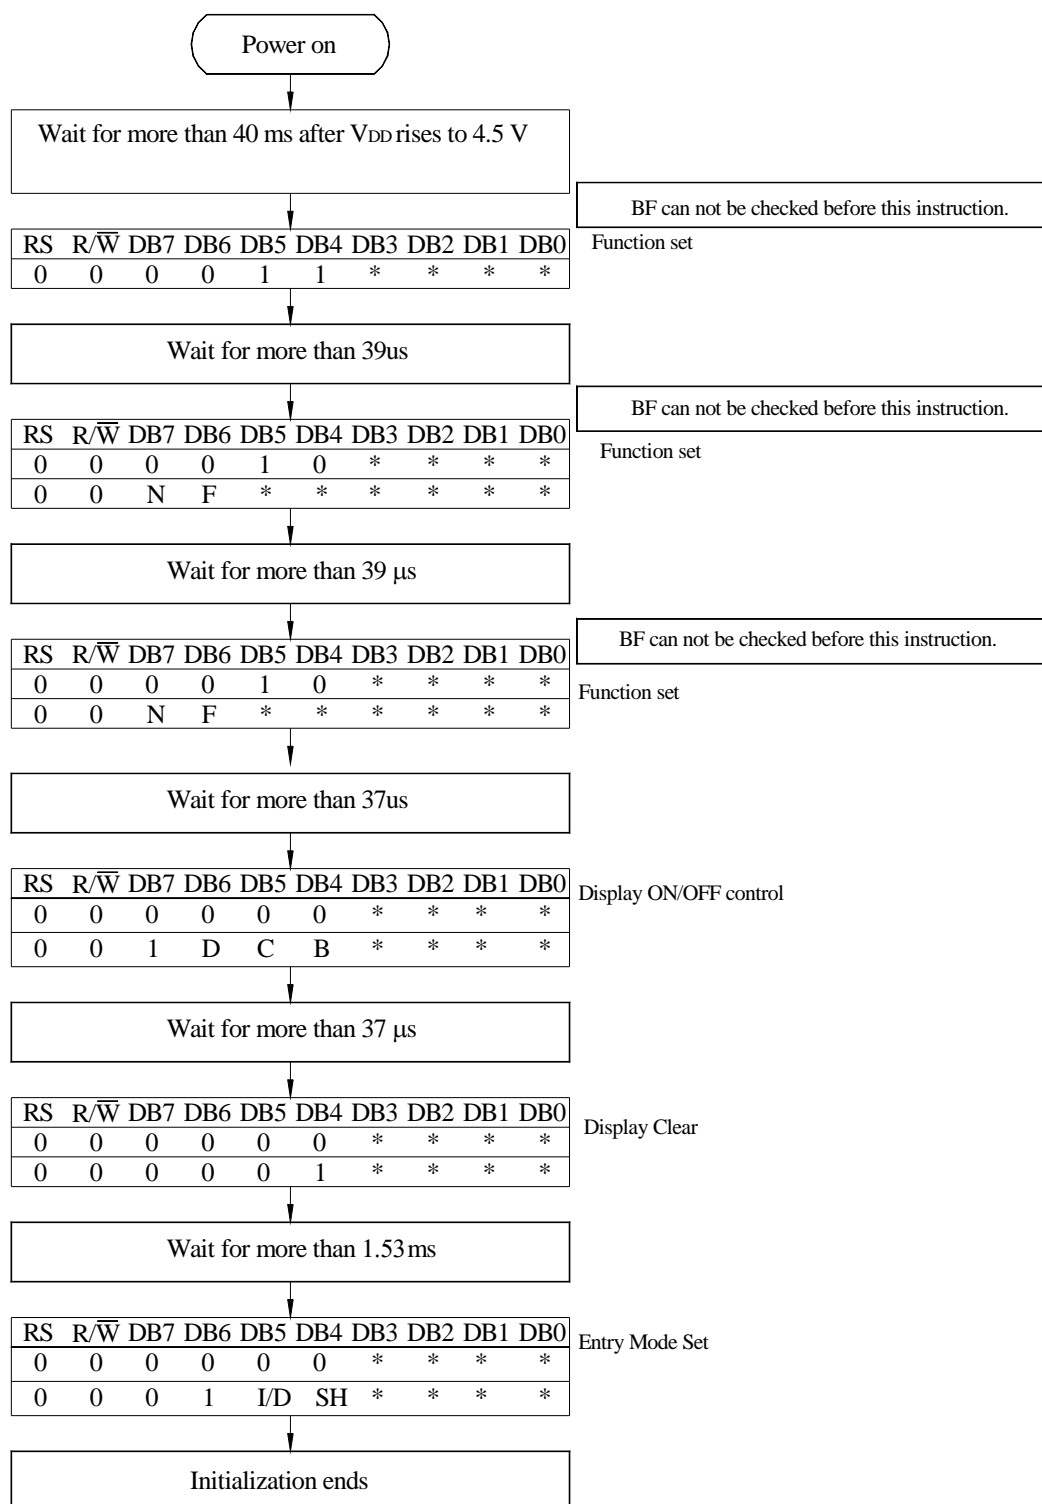 Power on
Wait for more than 40 ms after VDD rises to 4.5 V
BF can not be checked before this instruction.
RS R/W̅ DB7 DB6 DB5 DB4 DB3 DB2 DB1 DB0
Function set
0 0 0 0 1 1 * * * *
Wait for more than 39us
BF can not be checked before this instruction.
RS R/W̅ DB7 DB6 DB5 DB4 DB3 DB2 DB1 DB0
Function set
0 0 0 0 1 0 * * * *
0 0 N F * * * * * *
Wait for more than 39 μs
BF can not be checked before this instruction.
RS R/W̅ DB7 DB6 DB5 DB4 DB3 DB2 DB1 DB0
0 0 0 0 1 0 * * * *
Function set
0 0 N F * * * * * *
Wait for more than 37us
RS R/W̅ DB7 DB6 DB5 DB4 DB3 DB2 DB1 DB0
Display ON/OFF control
0 0 0 0 0 0 * * * *
0 0 1 D C B * * * *
Wait for more than 37 μs
RS R/W̅ DB7 DB6 DB5 DB4 DB3 DB2 DB1 DB0
Display Clear
0 0 0 0 0 0 * * * *
0 0 0 0 0 1 * * * *
Wait for more than 1.53ms
RS R/W̅ DB7 DB6 DB5 DB4 DB3 DB2 DB1 DB0
Entry Mode Set
0 0 0 0 0 0 * * * *
0 0 0 1 I/D SH * * * *
Initialization ends